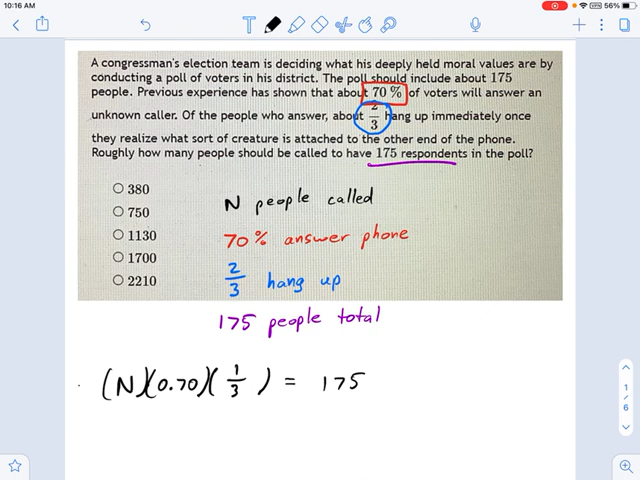 10:16 AM
VPN 56%
A congressman's election team is deciding what his deeply held moral values are by
conducting a poll of voters in his district. The poll should include about 175
people. Previous experience has shown that about 70 % of voters will answer an
unknown caller. Of the people who answer, about 2/3 hang up immediately once
they realize what sort of creature is attached to the other end of the phone.
Roughly how many people should be called to have 175 respondents in the poll?
380
750
1130
1700
2210
N people called
70% answer phone
2/3 hang up
175 people total
(N)(0.70)(1/3) = 175
1
/
6